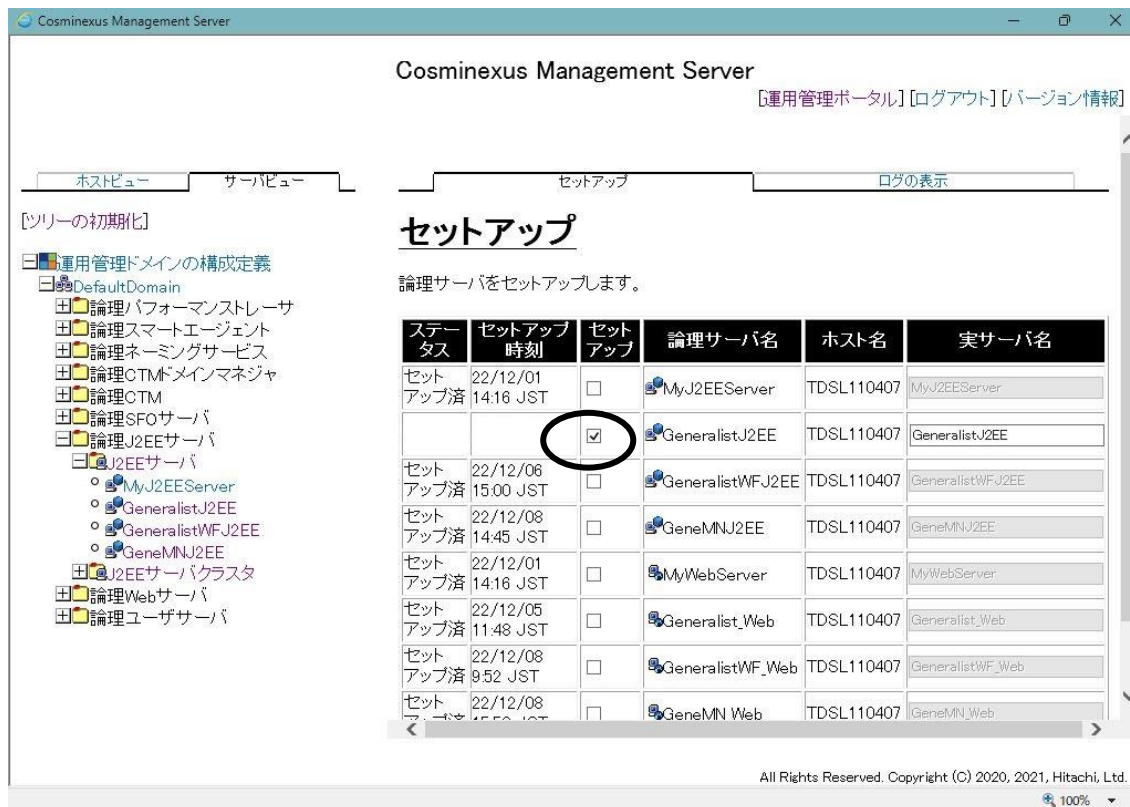 Cosminexus Management Server
Cosminexus Management Server
[運用管理ポータル] [ログアウト] [バージョン情報]
ホストビュー サーバビュー セットアップ ログの表示
[ツリーの初期化]
運用管理ドメインの構成定義
DefaultDomain
論理パフォーマンストレーサ
論理スマートエージェント
論理ネーミングサービス
論理CTMドメインマネジャ
論理CTM
論理SFOサーバ
論理J2EEサーバ
J2EEサーバ
MyJ2EEServer
GeneralistJ2EE
GeneralistWFJ2EE
GeneMNJ2EE
J2EEサーバクラスタ
論理Webサーバ
論理ユーザサーバ
セットアップ
論理サーバをセットアップします。
ステータス セットアップ時刻 セットアップ 論理サーバ名 ホスト名 実サーバ名
セットアップ済 22/12/01 14:16 JST MyJ2EEServer TDSL110407 MyJ2EEServer
GeneralistJ2EE TDSL110407 GeneralistJ2EE
セットアップ済 22/12/06 15:00 JST GeneralistWFJ2EE TDSL110407 GeneralistWFJ2EE
セットアップ済 22/12/08 14:45 JST GeneMNJ2EE TDSL110407 GeneMNJ2EE
セットアップ済 22/12/01 14:16 JST MyWebServer TDSL110407 MyWebServer
セットアップ済 22/12/05 11:48 JST Generalist_Web TDSL110407 Generalist_Web
セットアップ済 22/12/08 9:52 JST GeneralistWF_Web TDSL110407 GeneralistWF_Web
セット 22/12/08 GeneMN_Web TDSL110407 GeneMN_Web
All Rights Reserved. Copyright (C) 2020, 2021, Hitachi, Ltd.
100%